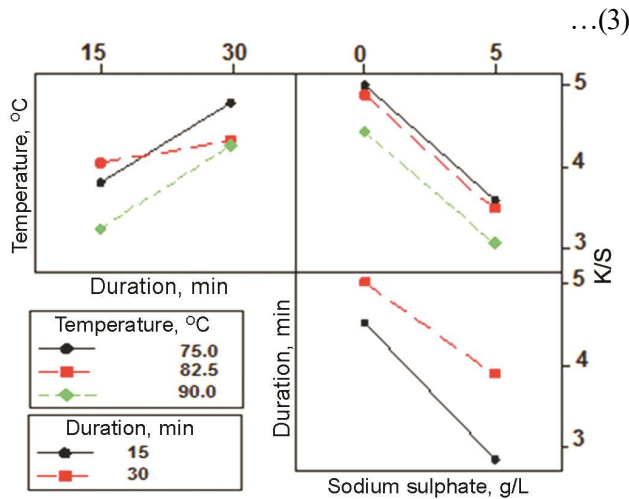 ...(3)
15 30 0 5
Temperature, °C
5
4
3
K/S
Duration, min
5
4
3
Duration, min
Temperature, °C
75.0
82.5
90.0
Duration, min
15
30
Sodium sulphate, g/L